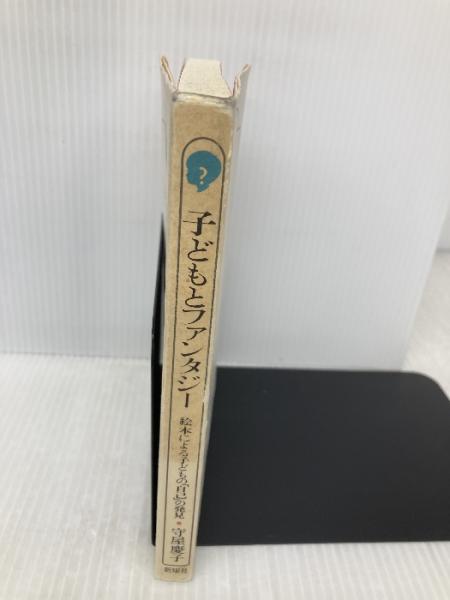 ?
子どもとファンタジー
絵本による子どもの「自己」の発見
守屋慶子
新曜社